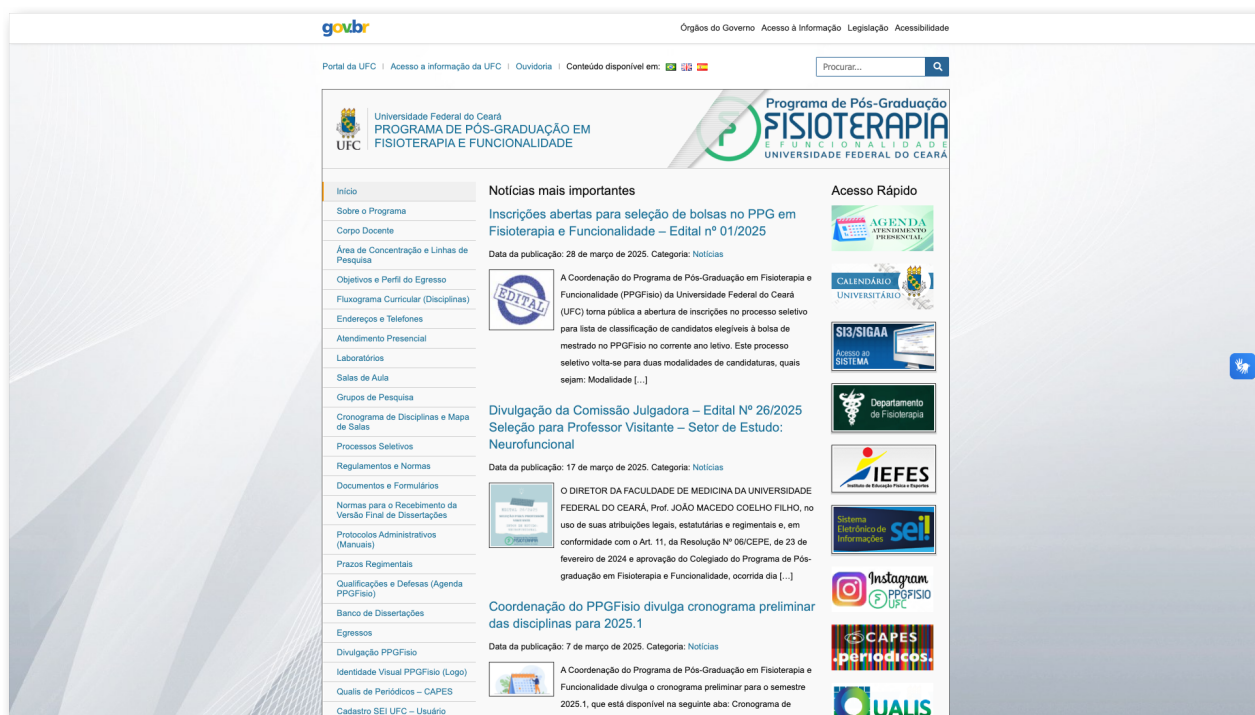 gov.br
Órgãos do Governo Acesso à Informação Legislação Acessibilidade
Portal da UFC | Acesso a informação da UFC | Ouvidoria | Conteúdo disponível em:
Procurar...
UFC
Universidade Federal do Ceará
PROGRAMA DE PÓS-GRADUAÇÃO EM
FISIOTERAPIA E FUNCIONALIDADE
Programa de Pós-Graduação
FISIOTERAPIA
E FUNCIONALIDADE
UNIVERSIDADE FEDERAL DO CEARÁ
Início
Sobre o Programa
Corpo Docente
Área de Concentração e Linhas de
Pesquisa
Objetivos e Perfil do Egresso
Fluxograma Curricular (Disciplinas)
Endereços e Telefones
Atendimento Presencial
Laboratórios
Salas de Aula
Grupos de Pesquisa
Cronograma de Disciplinas e Mapa
de Salas
Processos Seletivos
Regulamentos e Normas
Documentos e Formulários
Normas para o Recebimento da
Versão Final de Dissertações
Protocolos Administrativos
(Manuais)
Prazos Regimentais
Qualificações e Defesas (Agenda
PPGFisio)
Banco de Dissertações
Egressos
Divulgação PPGFisio
Identidade Visual PPGFisio (Logo)
Qualis de Periódicos – CAPES
Cadastro SEI UFC – Usuário
Notícias mais importantes
Inscrições abertas para seleção de bolsas no PPG em
Fisioterapia e Funcionalidade – Edital nº 01/2025
Data da publicação: 28 de março de 2025. Categoria: Notícias
EDITAL
A Coordenação do Programa de Pós-Graduação em Fisioterapia e
Funcionalidade (PPGFisio) da Universidade Federal do Ceará
(UFC) torna pública a abertura de inscrições no processo seletivo
para lista de classificação de candidatos elegíveis à bolsa de
mestrado no PPGFisio no corrente ano letivo. Este processo
seletivo volta-se para duas modalidades de candidaturas, quais
sejam: Modalidade […]
Divulgação da Comissão Julgadora – Edital Nº 26/2025
Seleção para Professor Visitante – Setor de Estudo:
Neurofuncional
Data da publicação: 17 de março de 2025. Categoria: Notícias
O DIRETOR DA FACULDADE DE MEDICINA DA UNIVERSIDADE
FEDERAL DO CEARÁ, Prof. JOÃO MACEDO COELHO FILHO, no
uso de suas atribuições legais, estatutárias e regimentais e, em
conformidade com o Art. 11, da Resolução Nº 06/CEPE, de 23 de
fevereiro de 2024 e aprovação do Colegiado do Programa de Pós-
graduação em Fisioterapia e Funcionalidade, ocorrida dia […]
Coordenação do PPGFisio divulga cronograma preliminar
das disciplinas para 2025.1
Data da publicação: 7 de março de 2025. Categoria: Notícias
A Coordenação do Programa de Pós-Graduação em Fisioterapia e
Funcionalidade divulga o cronograma preliminar para o semestre
2025.1, que está disponível na seguinte aba: Cronograma de
Acesso Rápido
AGENDA
ATENDIMENTO
PRESENCIAL
CALENDÁRIO
UNIVERSITÁRIO
SI3/SIGAA
Acesso ao
SISTEMA
Departamento
de Fisioterapia
IEFES
Instituto de Educação Física e Esportes
Sistema
Eletrônico de
Informações
sei!
Instagram
PPGFISIO
UFC
CAPES
.periodicos.
QUALIS